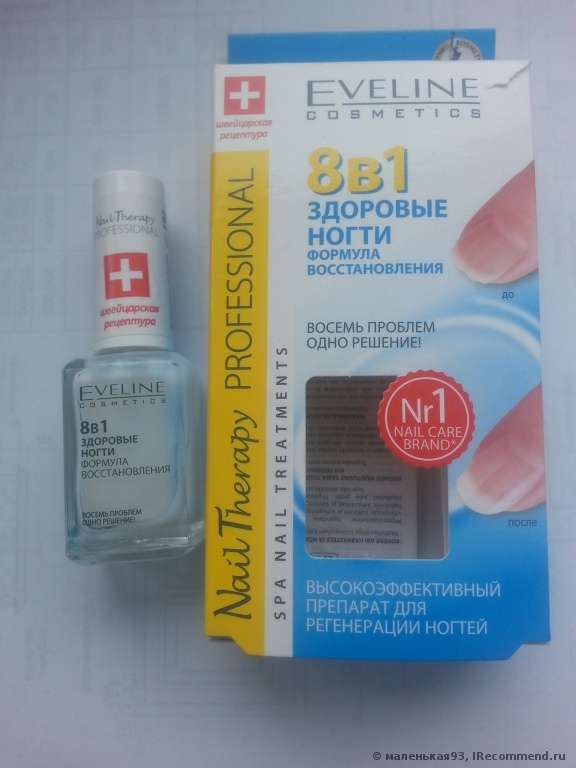 швейцарская
рецептура
EVELINE
COSMETICS
8в1
ЗДОРОВЫЕ
НОГТИ
ФОРМУЛА
ВОССТАНОВЛЕНИЯ
до
ВОСЕМЬ ПРОБЛЕМ
ОДНО РЕШЕНИЕ!
Nr1
NAIL CARE
BRAND*
после
ВЫСОКОЭФФЕКТИВНЫЙ
ПРЕПАРАТ ДЛЯ
РЕГЕНЕРАЦИИ НОГТЕЙ
Nail Therapy PROFESSIONAL
SPA NAIL TREATMENTS
Nail Therapy
PROFESSIONAL
швейцарская
рецептура
EVELINE
COSMETICS
8в1
ЗДОРОВЫЕ
НОГТИ
ФОРМУЛА
ВОССТАНОВЛЕНИЯ
ВОСЕМЬ ПРОБЛЕМ
ОДНО РЕШЕНИЕ!
© маленькая93, IRecommend.ru